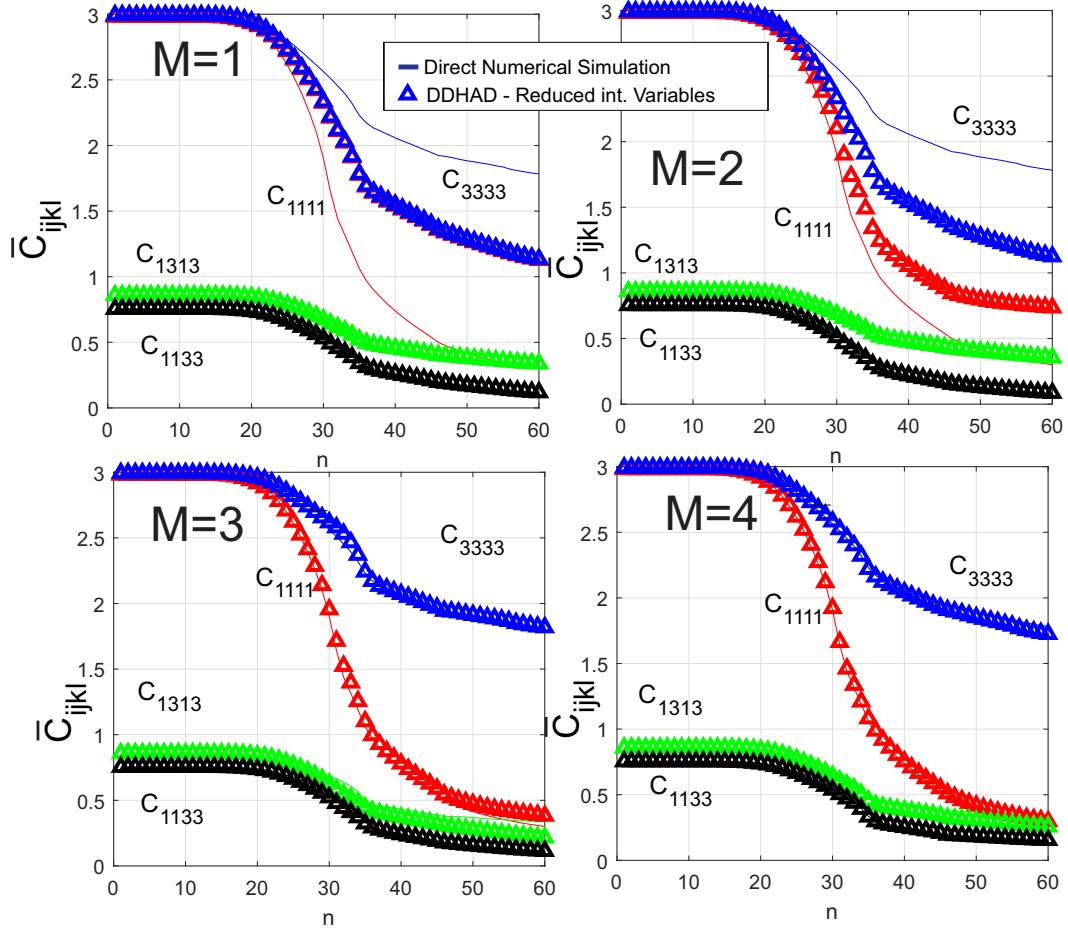 M=1
— Direct Numerical Simulation
DDHAD - Reduced int. Variables
C̅ijkl
C3333
C1111
C1313
C1133
3
2.5
2
1.5
1
0.5
0
0 10 20 30 40 50 60
n
M=2
C̅ijkl
C3333
C1111
C1313
C1133
3
2.5
2
1.5
1
0.5
0
0 10 20 30 40 50 60
n
M=3
C̅ijkl
C3333
C1111
C1313
C1133
3
2.5
2
1.5
1
0.5
0
0 10 20 30 40 50 60
n
M=4
C̅ijkl
C3333
C1111
C1313
C1133
3
2.5
2
1.5
1
0.5
0
0 10 20 30 40 50 60
n